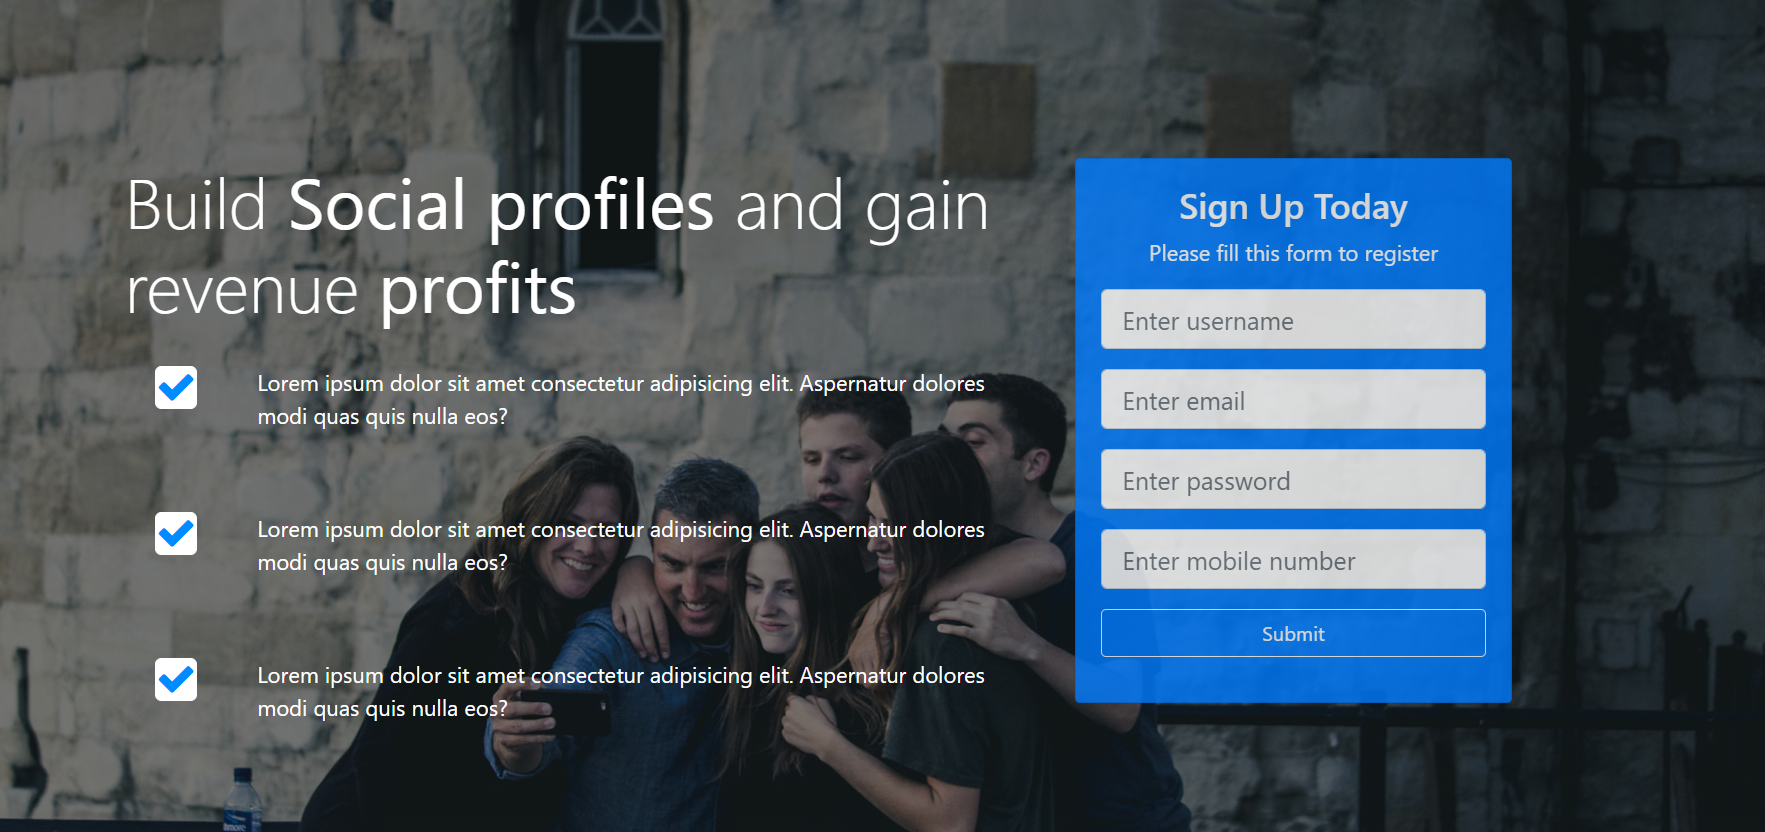 Build Social profiles and gain
revenue profits
Lorem ipsum dolor sit amet consectetur adipisicing elit. Aspernatur dolores
modi quas quis nulla eos?
Lorem ipsum dolor sit amet consectetur adipisicing elit. Aspernatur dolores
modi quas quis nulla eos?
Lorem ipsum dolor sit amet consectetur adipisicing elit. Aspernatur dolores
modi quas quis nulla eos?
Sign Up Today
Please fill this form to register
Enter username
Enter email
Enter password
Enter mobile number
Submit